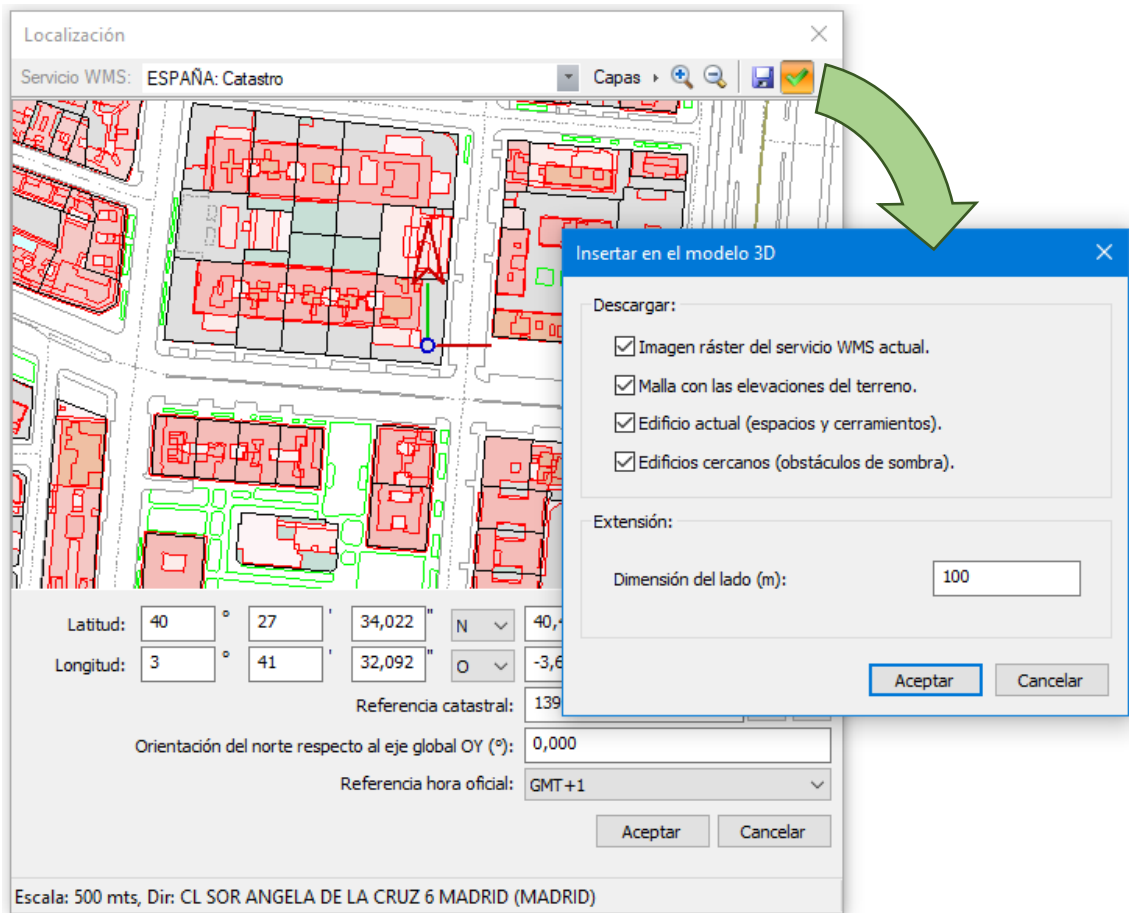 Localización
Servicio WMS: ESPAÑA: Catastro Capas
Insertar en el modelo 3D
Descargar:
Imagen ráster del servicio WMS actual.
Malla con las elevaciones del terreno.
Edificio actual (espacios y cerramientos).
Edificios cercanos (obstáculos de sombra).
Extensión:
Dimensión del lado (m): 100
Aceptar Cancelar
Latitud: 40 ° 27 ' 34,022 " N 40,4
Longitud: 3 ° 41 ' 32,092 " O -3,6
Referencia catastral: 139
Orientación del norte respecto al eje global OY (º): 0,000
Referencia hora oficial: GMT+1
Aceptar Cancelar
Escala: 500 mts, Dir: CL SOR ANGELA DE LA CRUZ 6 MADRID (MADRID)